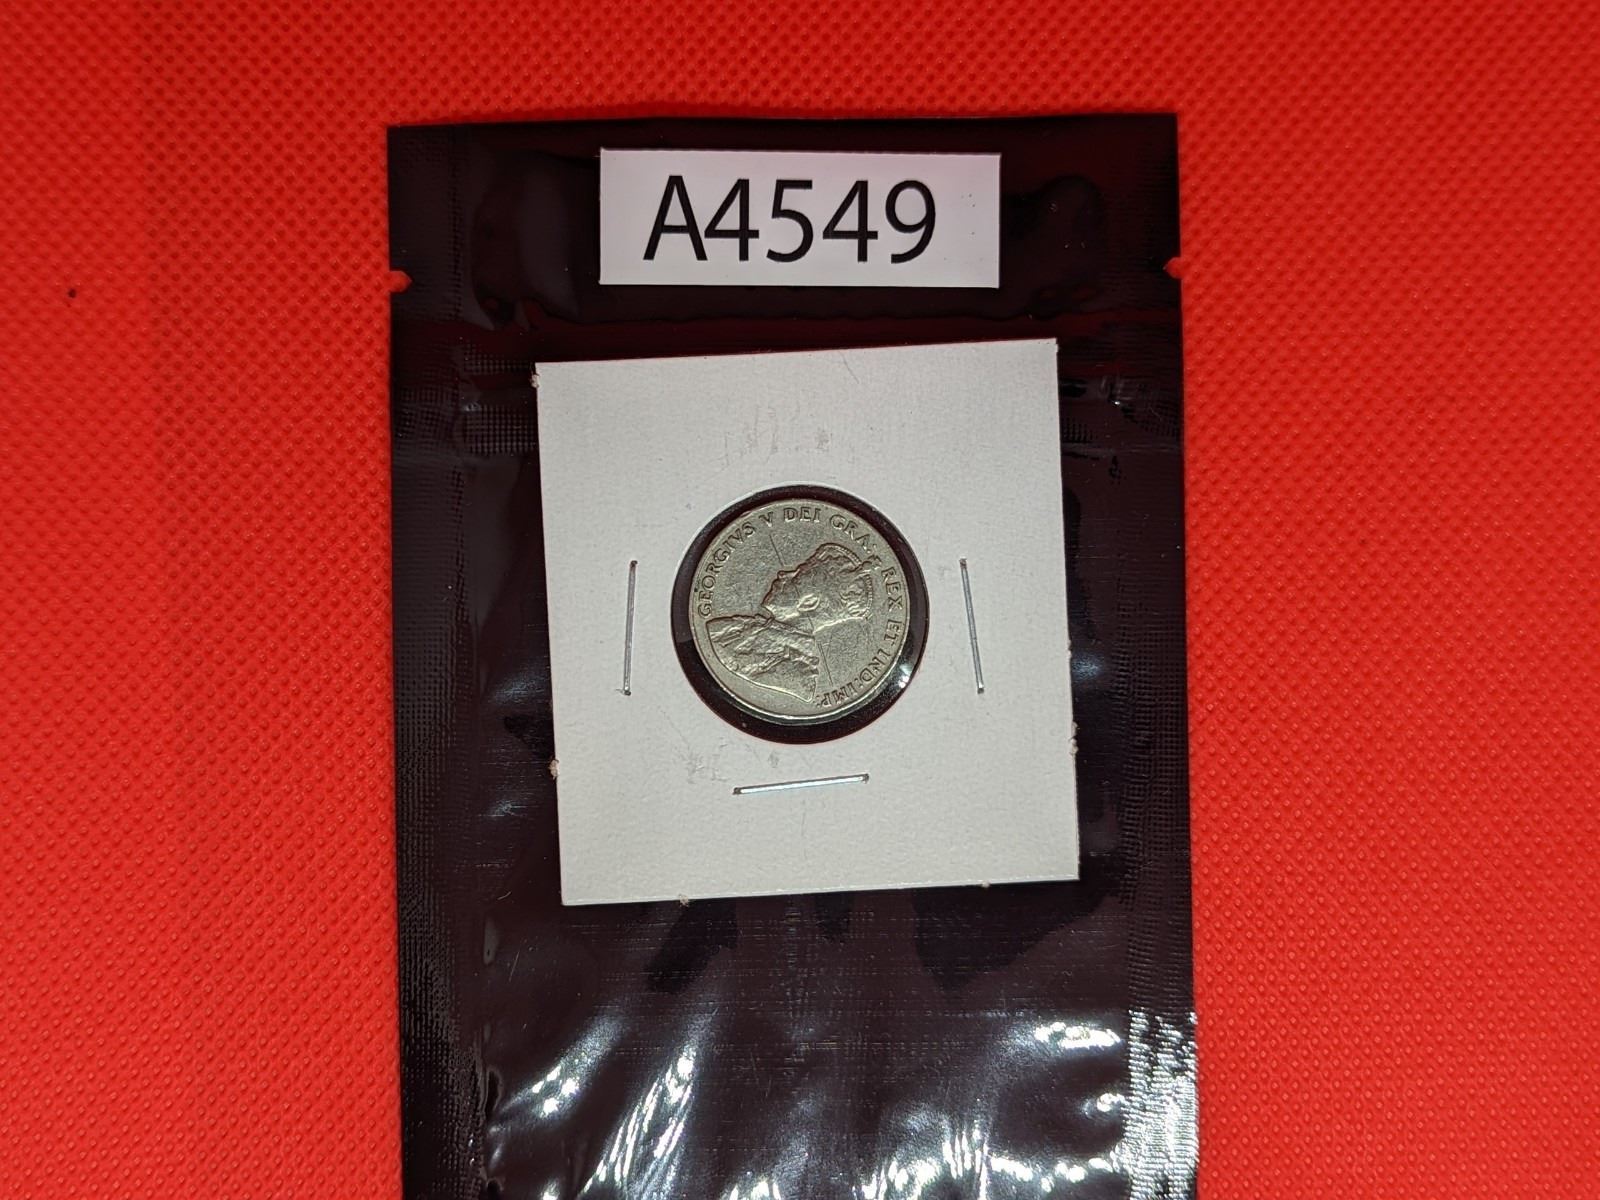 A4549
GEORGIVS V DEI GRA: REX ET IND:IMP: